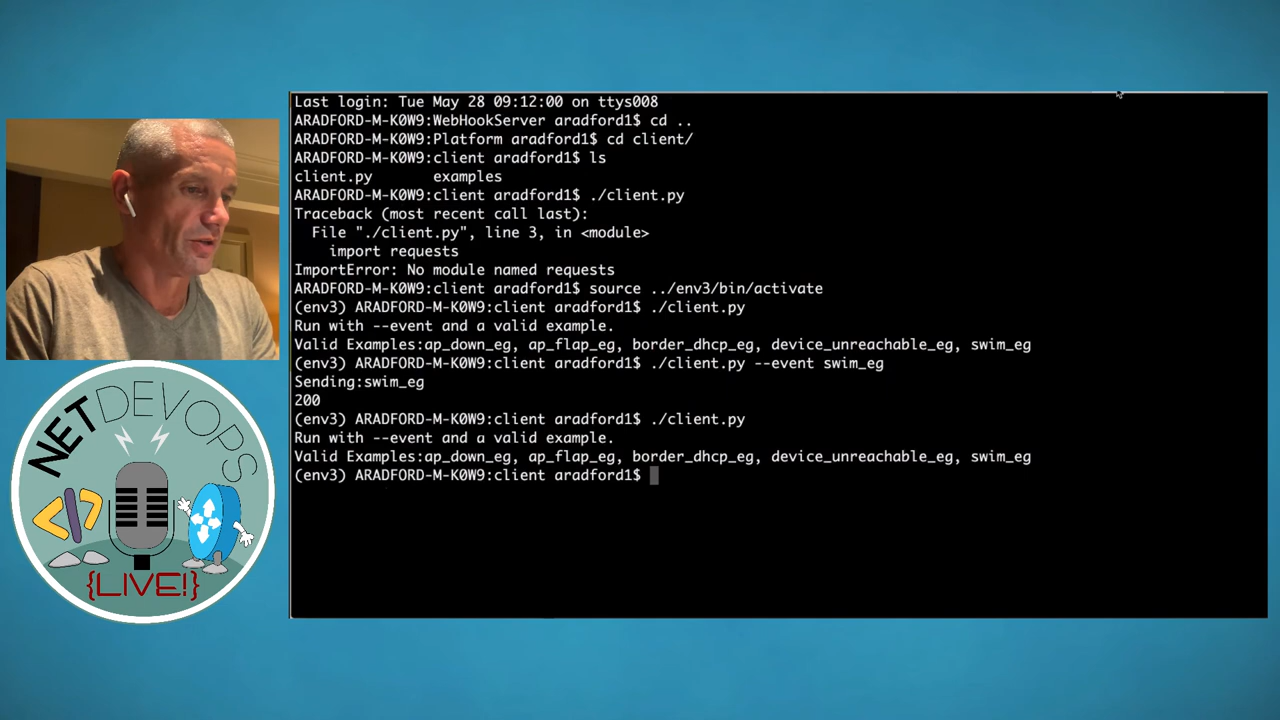 Last login: Tue May 28 09:12:00 on ttys008
ARADFORD-M-K0W9:WebHookServer aradford1$ cd ..
ARADFORD-M-K0W9:Platform aradford1$ cd client/
ARADFORD-M-K0W9:client aradford1$ ls
client.py examples
ARADFORD-M-K0W9:client aradford1$ ./client.py
Traceback (most recent call last):
File "./client.py", line 3, in <module>
import requests
ImportError: No module named requests
ARADFORD-M-K0W9:client aradford1$ source ../env3/bin/activate
(env3) ARADFORD-M-K0W9:client aradford1$ ./client.py
Run with --event and a valid example.
Valid Examples:ap_down_eg, ap_flap_eg, border_dhcp_eg, device_unreachable_eg, swim_eg
(env3) ARADFORD-M-K0W9:client aradford1$ ./client.py --event swim_eg
Sending:swim_eg
200
(env3) ARADFORD-M-K0W9:client aradford1$ ./client.py
Run with --event and a valid example.
Valid Examples:ap_down_eg, ap_flap_eg, border_dhcp_eg, device_unreachable_eg, swim_eg
(env3) ARADFORD-M-K0W9:client aradford1$
NETDEVOPS
</>
{LIVE!}